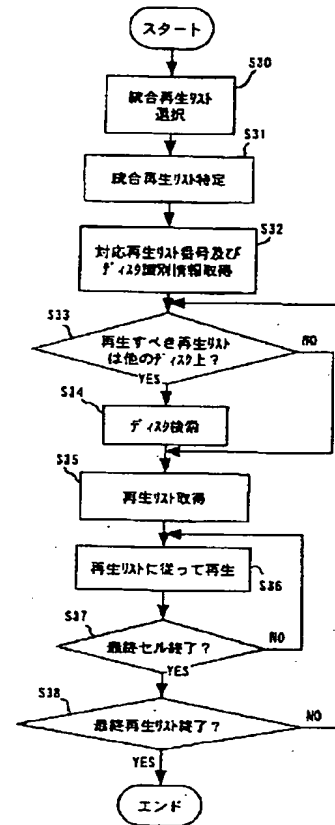 スタート
S30
統合再生リスト
選択
S31
統合再生リスト特定
S32
対応再生リスト番号及び
ディスク識別情報取得
S33
再生すべき再生リスト
は他のディスク上?
NO
YES
S34
ディスク検索
S35
再生リスト取得
再生リストに従って再生
S36
S37
最終セル終了?
NO
YES
S38
最終再生リスト終了?
NO
YES
エンド